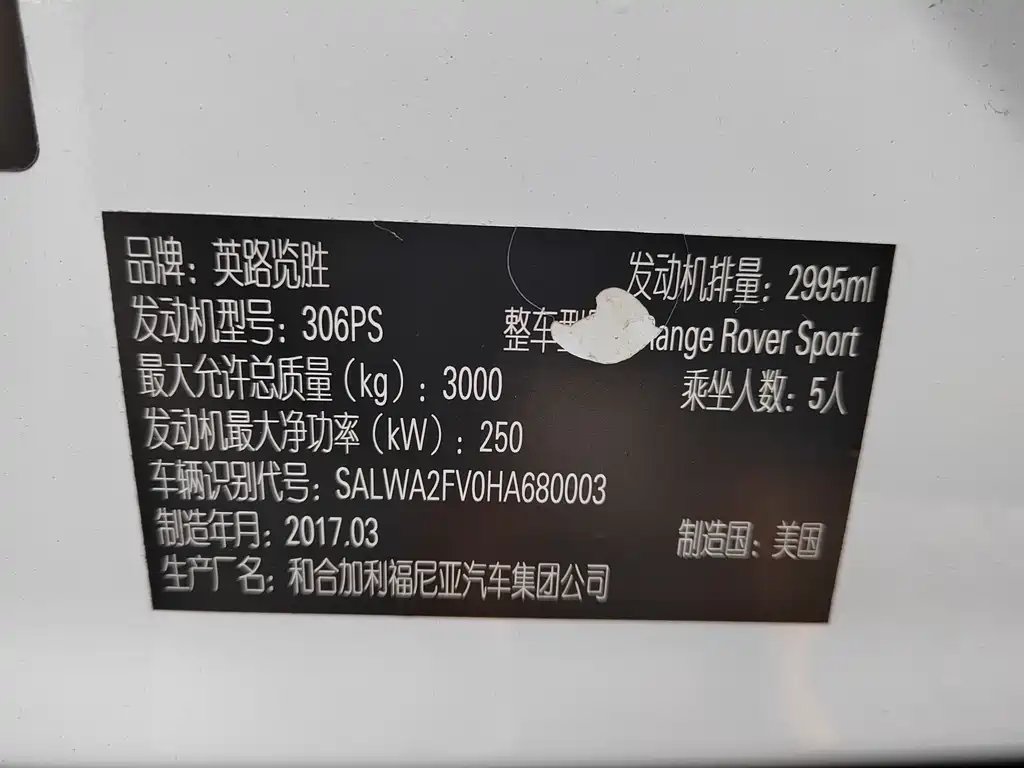 品牌：英路览胜
发动机排量：2995ml
发动机型号：306PS
整车型 ange Rover Sport
最大允许总质量（kg）：3000
乘坐人数：5人
发动机最大净功率（kW）：250
车辆识别代号：SALWA2FV0HA680003
制造年月：2017.03
制造国：美国
生产厂名：和合加利福尼亚汽车集团公司